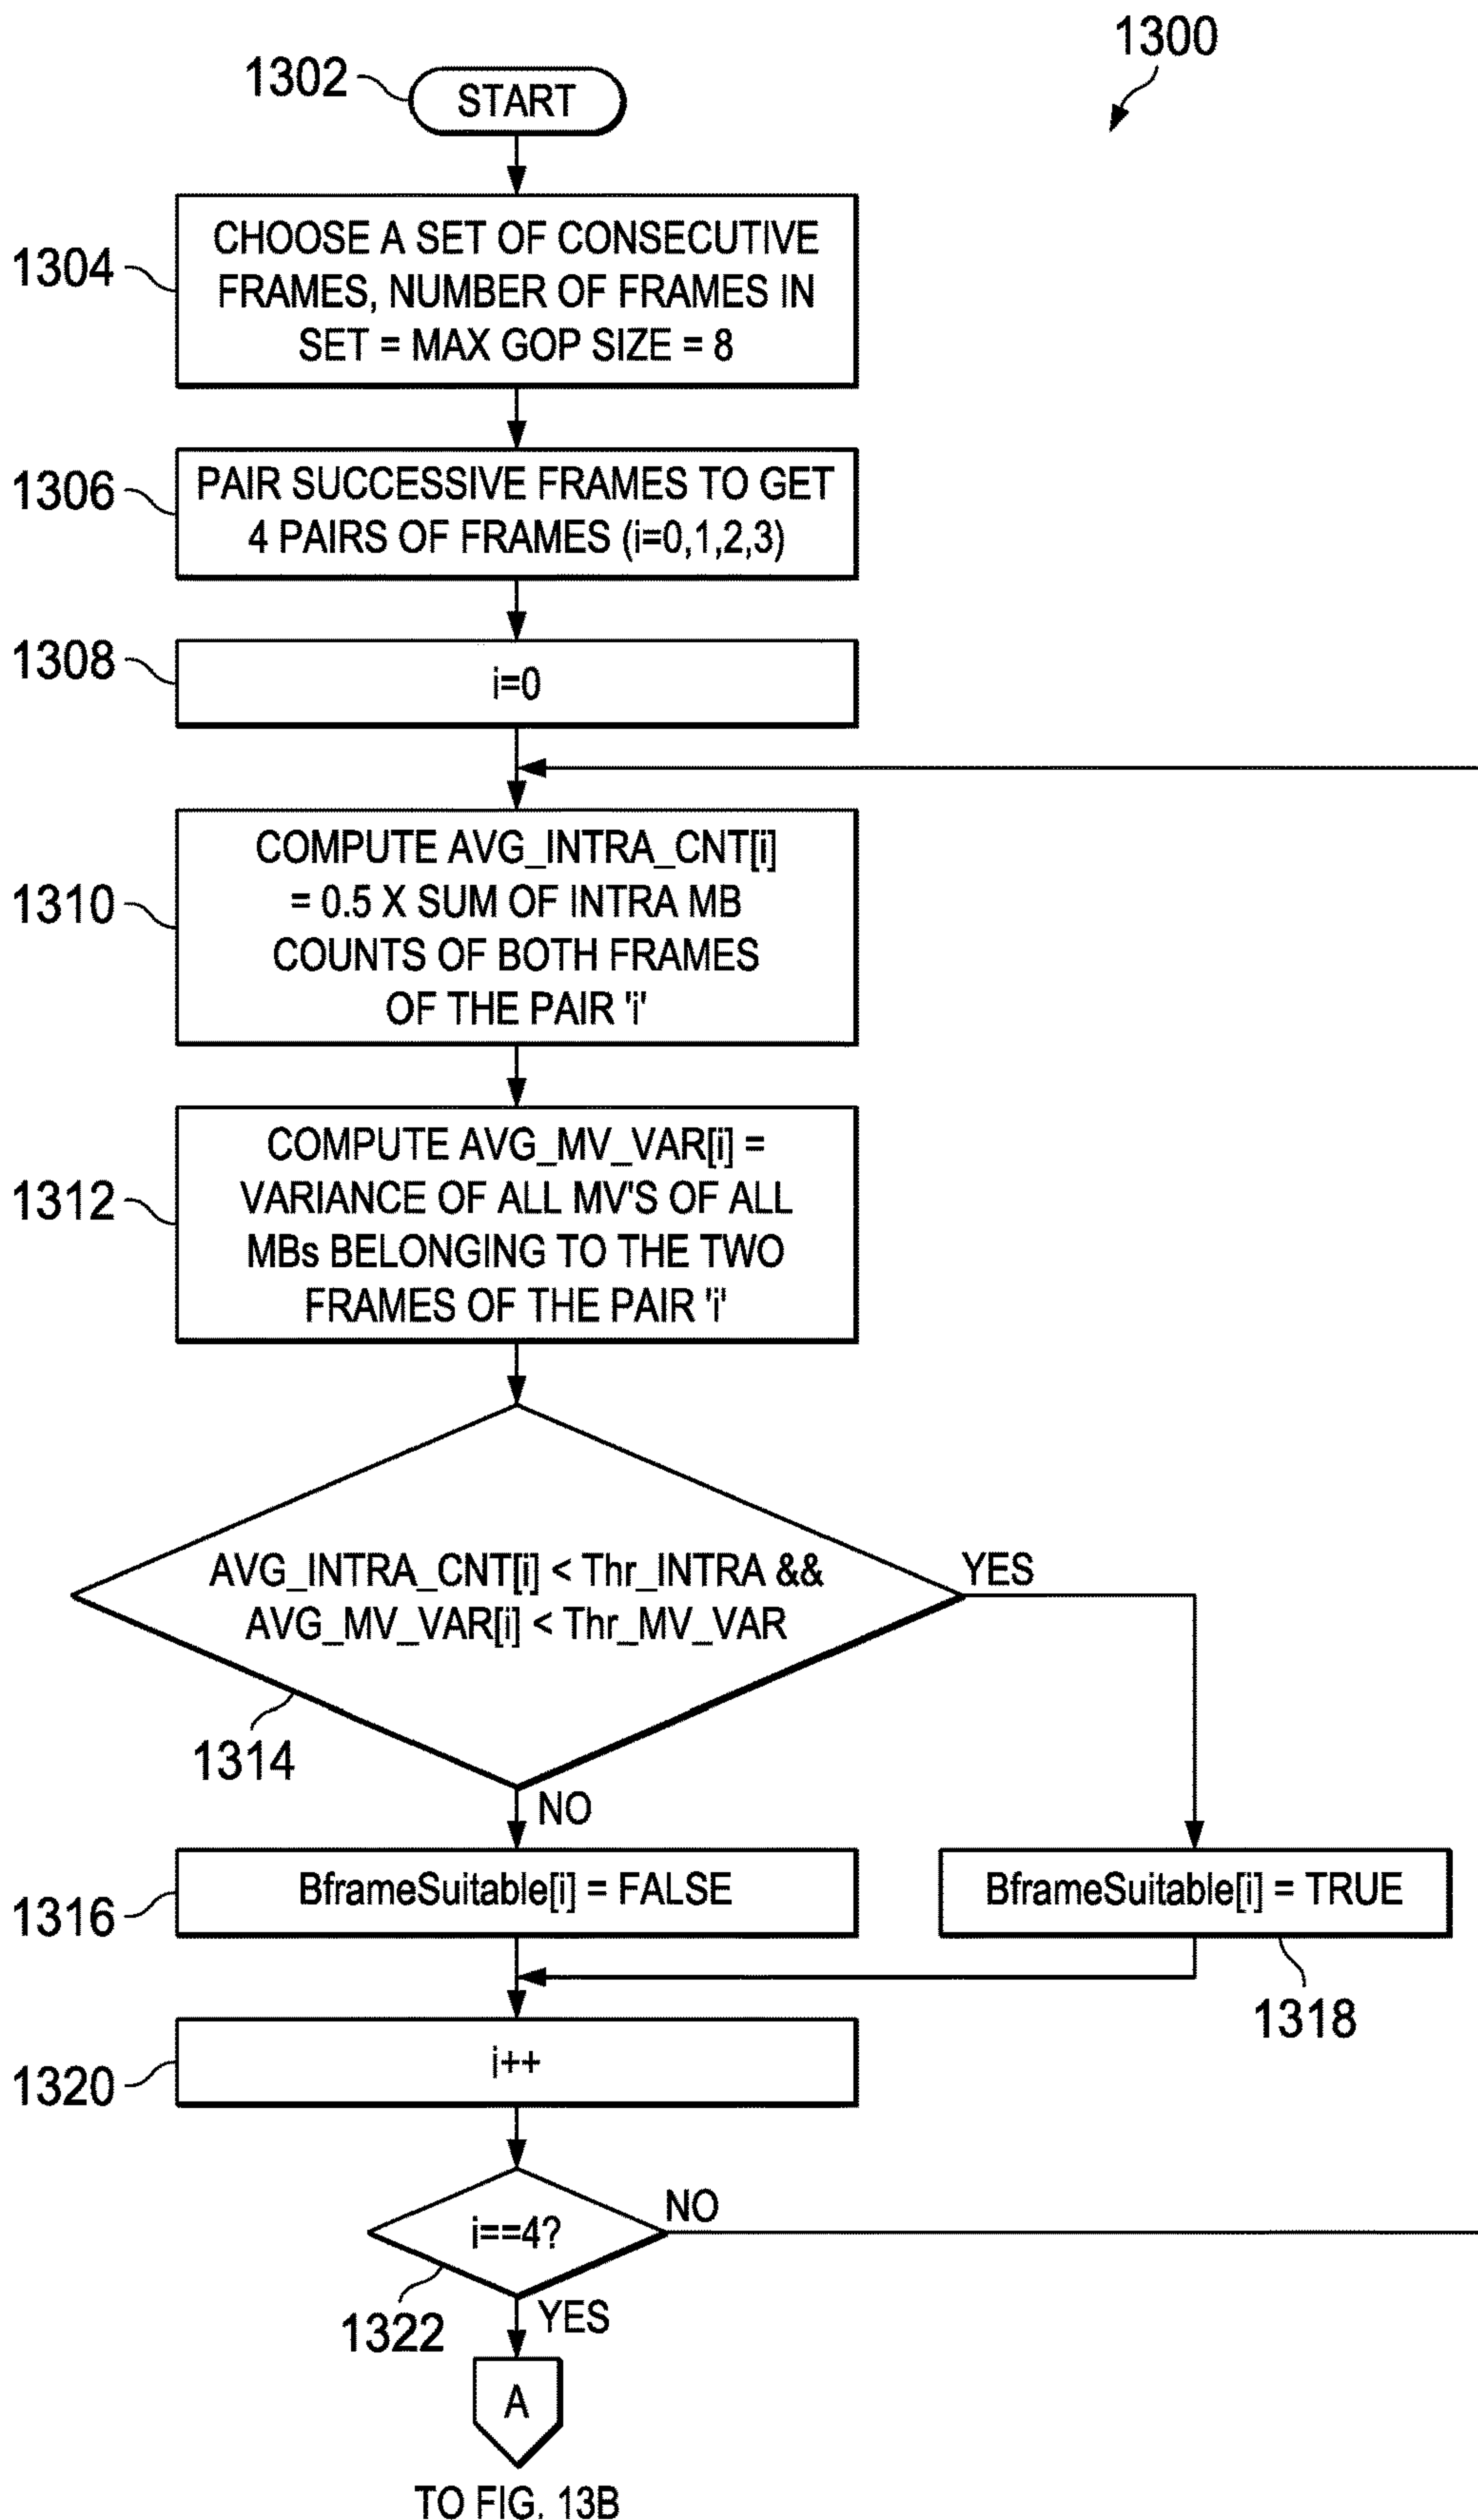 1300
1302
START
1304
CHOOSE A SET OF CONSECUTIVE
FRAMES, NUMBER OF FRAMES IN
SET = MAX GOP SIZE = 8
1306
PAIR SUCCESSIVE FRAMES TO GET
4 PAIRS OF FRAMES (i=0,1,2,3)
1308
i=0
1310
COMPUTE AVG_INTRA_CNT[i]
= 0.5 X SUM OF INTRA MB
COUNTS OF BOTH FRAMES
OF THE PAIR 'i'
1312
COMPUTE AVG_MV_VAR[i] =
VARIANCE OF ALL MV'S OF ALL
MBs BELONGING TO THE TWO
FRAMES OF THE PAIR 'i'
AVG_INTRA_CNT[i] < Thr_INTRA &&
AVG_MV_VAR[i] < Thr_MV_VAR
YES
1314
NO
1316
BframeSuitable[i] = FALSE
BframeSuitable[i] = TRUE
1318
1320
i++
i==4?
NO
1322
YES
A
TO FIG. 13B